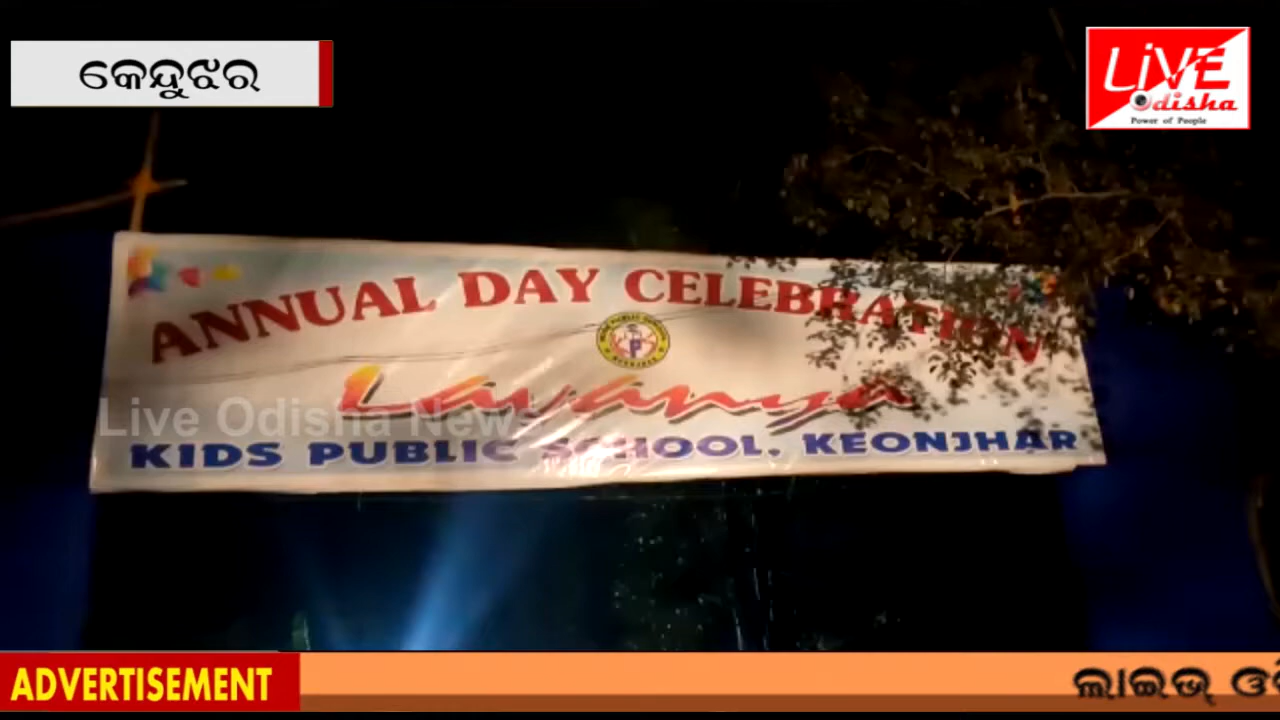 କେନ୍ଦୁଝର
LiVE
Odisha
Power of People
ANNUAL DAY CELEBRATION
Lavanya
Live Odisha News
KIDS PUBLIC SCHOOL, KEONJHAR
ADVERTISEMENT
ଲାଇଭ୍